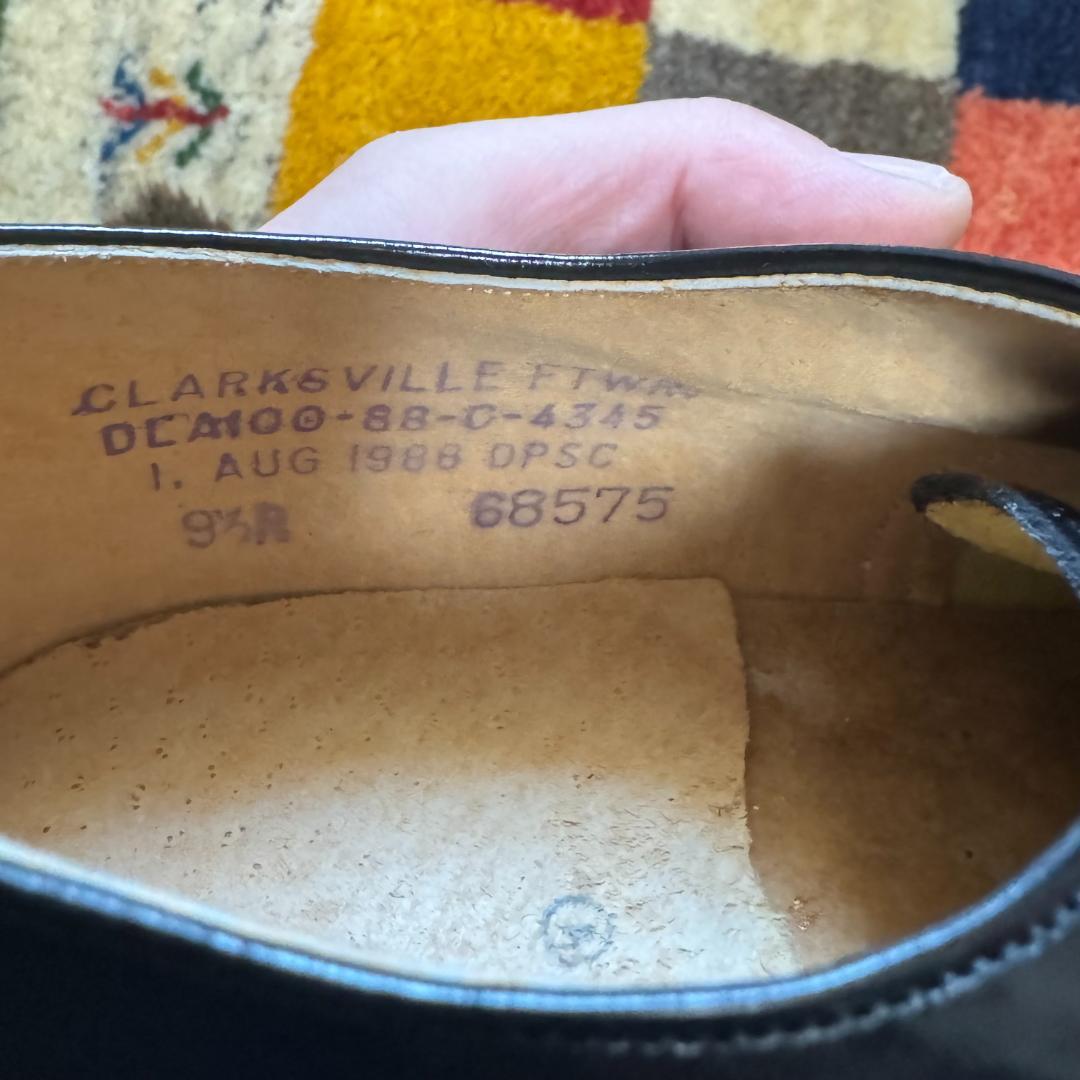 CLARKSVILLE FTWR
DLA100-88-C-4345
1. AUG 1988 DPSC
9½R 68575